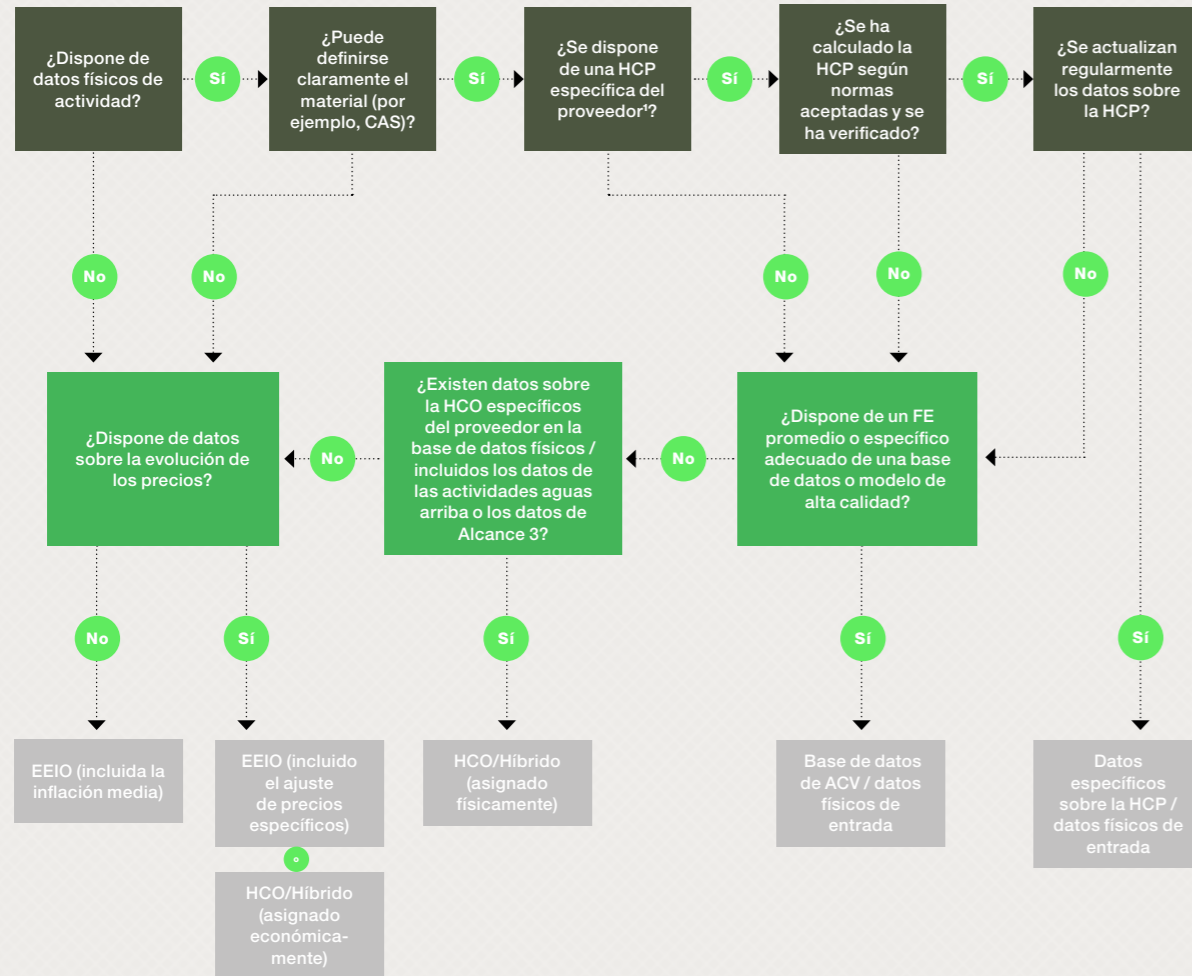 ¿Dispone de
datos físicos de
actividad?
Sí
¿Puede
definirse
claramente el
material (por
ejemplo, CAS)?
Sí
¿Se dispone
de una HCP
específica del
proveedor¹?
Sí
¿Se ha
calculado la
HCP según
normas
aceptadas y se
ha verificado?
Sí
¿Se actualizan
regularmente
los datos sobre
la HCP?
No
No
No
No
No
¿Dispone de datos
sobre la evolución de
los precios?
No
¿Existen datos sobre
la HCO específicos
del proveedor en la
base de datos físicos /
incluidos los datos de
las actividades aguas
arriba o los datos de
Alcance 3?
No
¿Dispone de un FE
promedio o específico
adecuado de una base
de datos o modelo de
alta calidad?
No
Sí
Sí
Sí
Sí
EEIO (incluida la
inflación media)
EEIO (incluido
el ajuste
de precios
específicos)
o
HCO/Híbrido
(asignado
económica-
mente)
HCO/Híbrido
(asignado
físicamente)
Base de datos
de ACV / datos
físicos de
entrada
Datos
específicos
sobre la HCP /
datos físicos de
entrada